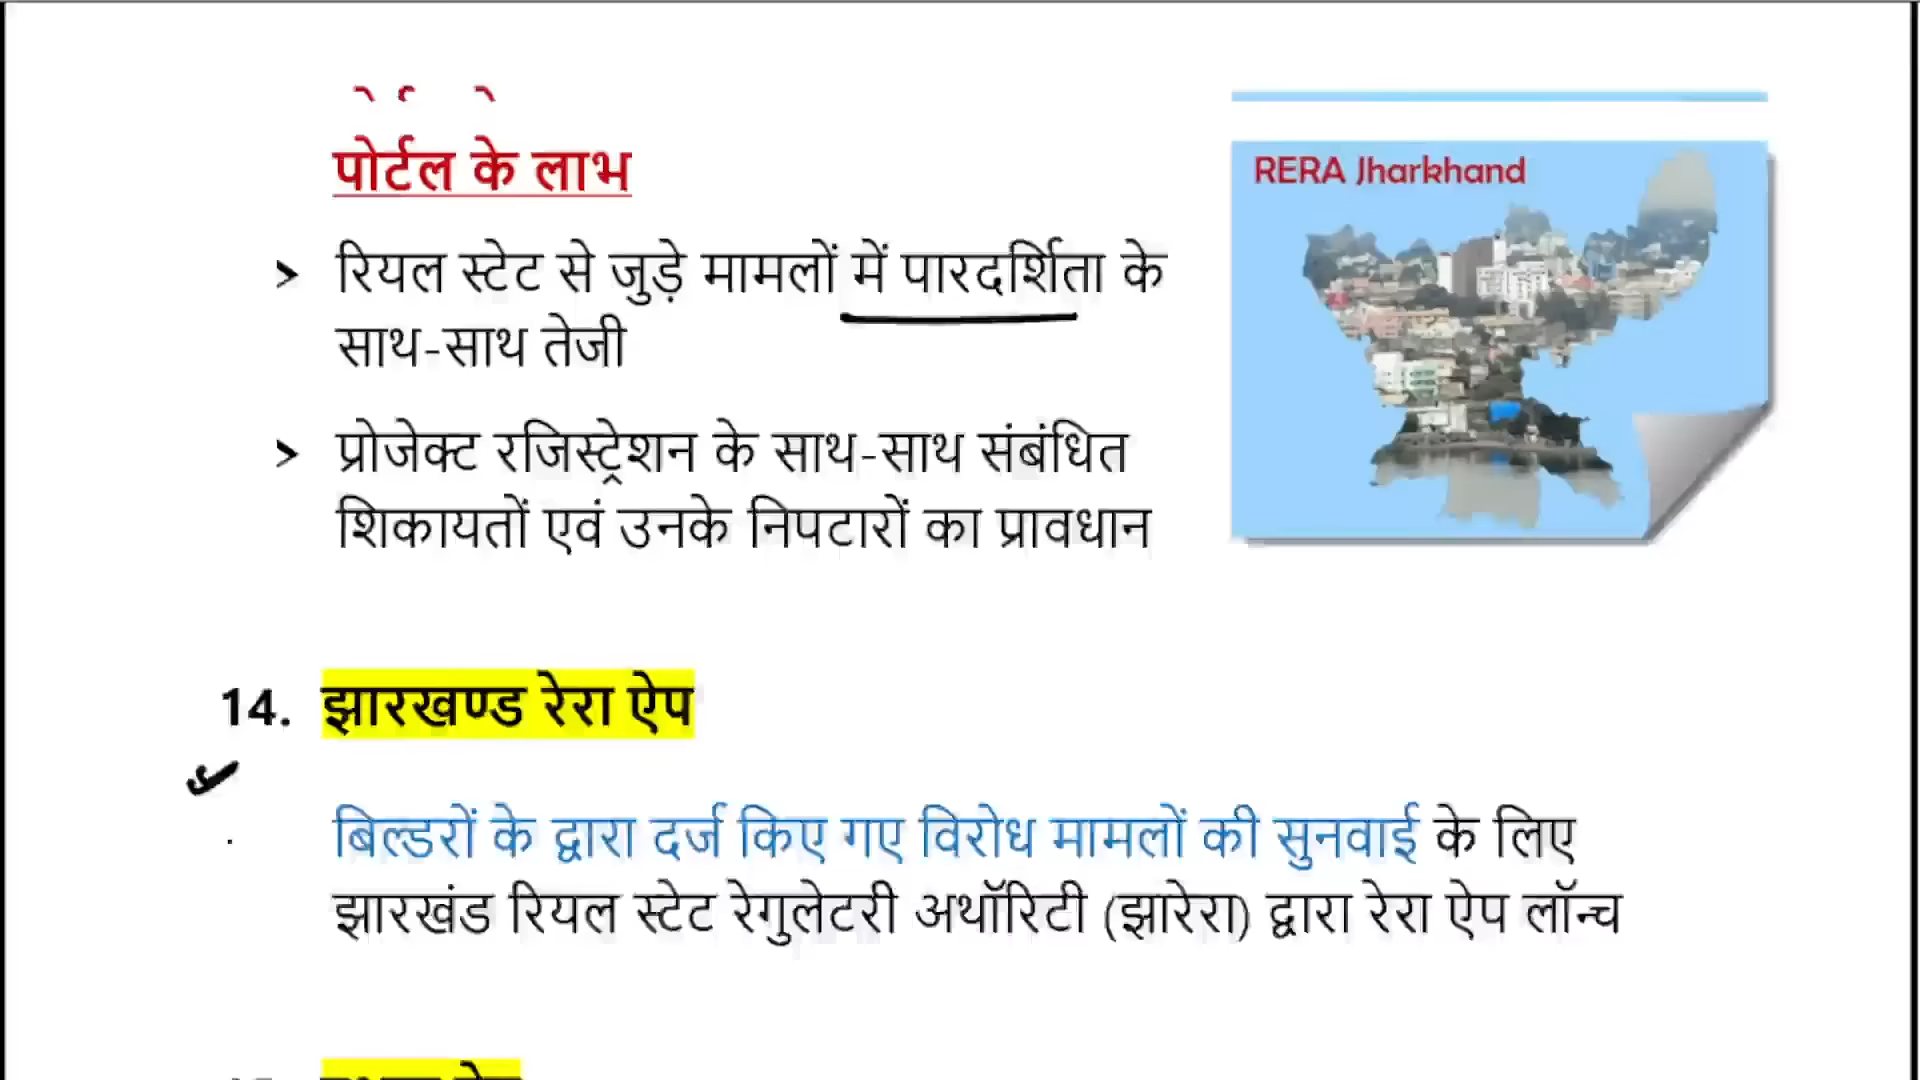 पोर्टल के लाभ
RERA Jharkhand
> रियल स्टेट से जुड़े मामलों में पारदर्शिता के
साथ-साथ तेजी
> प्रोजेक्ट रजिस्ट्रेशन के साथ-साथ संबंधित
शिकायतों एवं उनके निपटारों का प्रावधान
14. झारखण्ड रेरा ऐप
बिल्डरों के द्वारा दर्ज किए गए विरोध मामलों की सुनवाई के लिए
झारखंड रियल स्टेट रेगुलेटरी अथॉरिटी (झारेरा) द्वारा रेरा ऐप लॉन्च